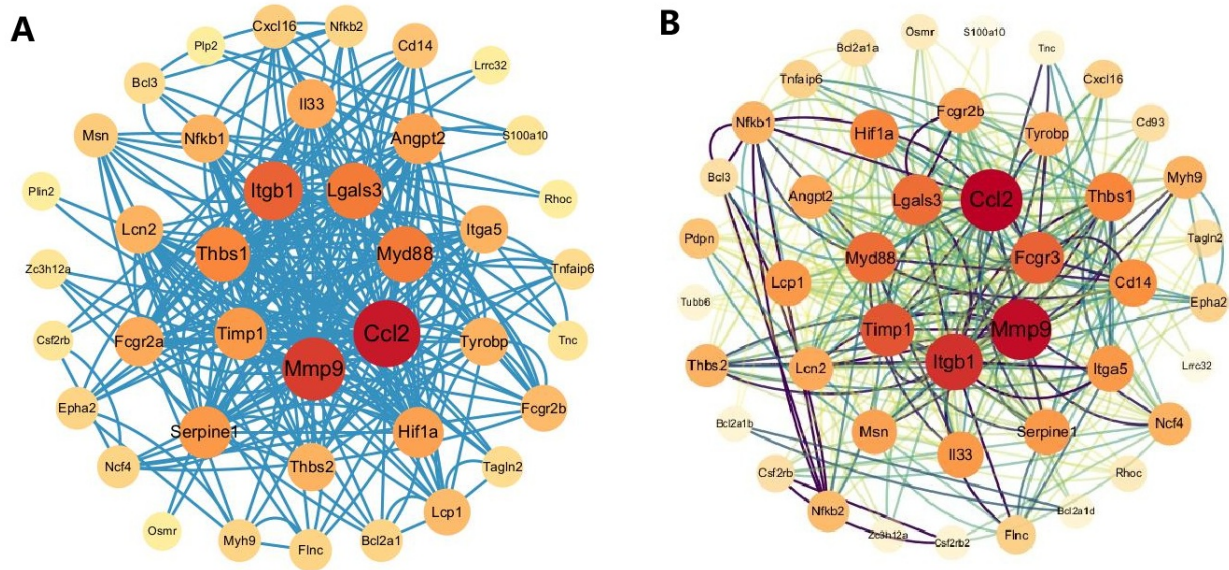 A
Cxcl16
Nfkb2
Plp2
Cd14
Lrrc32
Bcl3
Il33
Msn
Nfkb1
Angpt2
S100a10
Itgb1
Lgals3
Plin2
Rhoc
Lcn2
Itga5
Thbs1
Myd88
Zc3h12a
Tnfaip6
Timp1
Ccl2
Csf2rb
Fcgr2a
Tyrobp
Tnc
Mmp9
Epha2
Fcgr2b
Serpine1
Hif1a
Ncf4
Thbs2
Tagln2
Lcp1
Osmr
Myh9
Flnc
Bcl2a1
B
Osmr
S100a10
Bcl2a1a
Tnc
Tnfaip6
Cxcl16
Fcgr2b
Nfkb1
Hif1a
Tyrobp
Cd93
Bcl3
Myh9
Angpt2
Lgals3
Ccl2
Thbs1
Pdpn
Tagln2
Myd88
Fcgr3
Lcp1
Cd14
Tubb6
Epha2
Timp1
Mmp9
Thbs2
Lcn2
Itgb1
Itga5
Lrrc32
Bcl2a1b
Msn
Serpine1
Ncf4
Il33
Csf2rb
Rhoc
Nfkb2
Bcl2a1d
Zc3h12a
Csf2rb2
Flnc